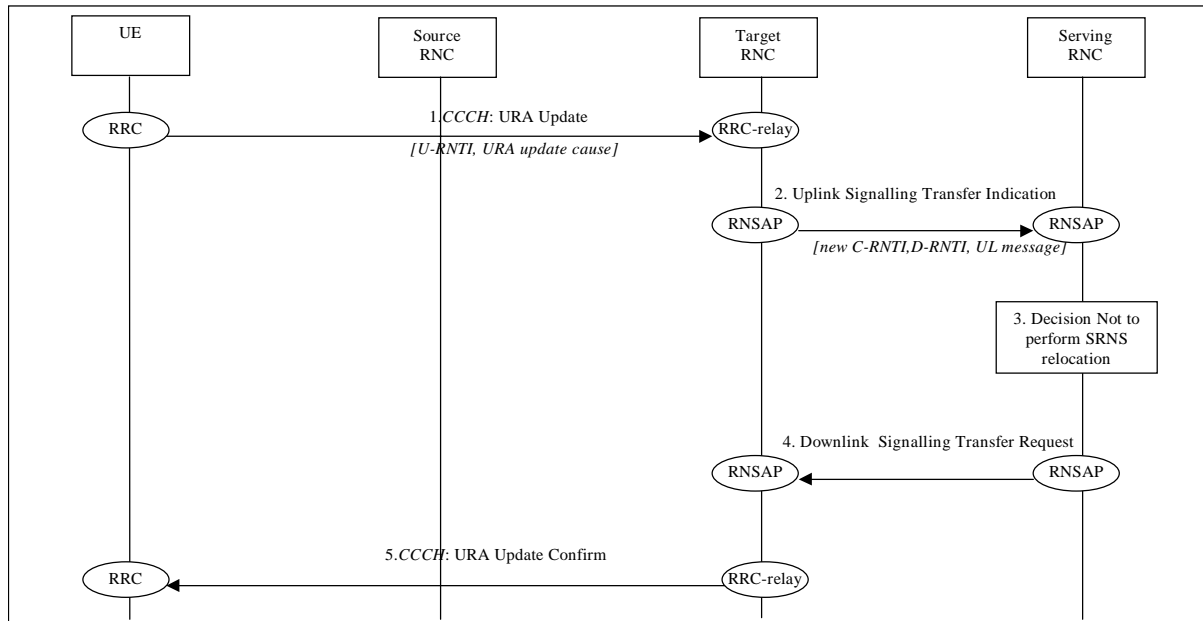 UE
Source
RNC
Target
RNC
Serving
RNC
RRC
1.CCCH: URA Update
[U-RNTI, URA update cause]
RRC-relay
2. Uplink Signalling Transfer Indication
RNSAP
[new C-RNTI,D-RNTI, UL message]
RNSAP
3. Decision Not to
perform SRNS
relocation
4. Downlink Signalling Transfer Request
RNSAP
RNSAP
5.CCCH: URA Update Confirm
RRC
RRC-relay